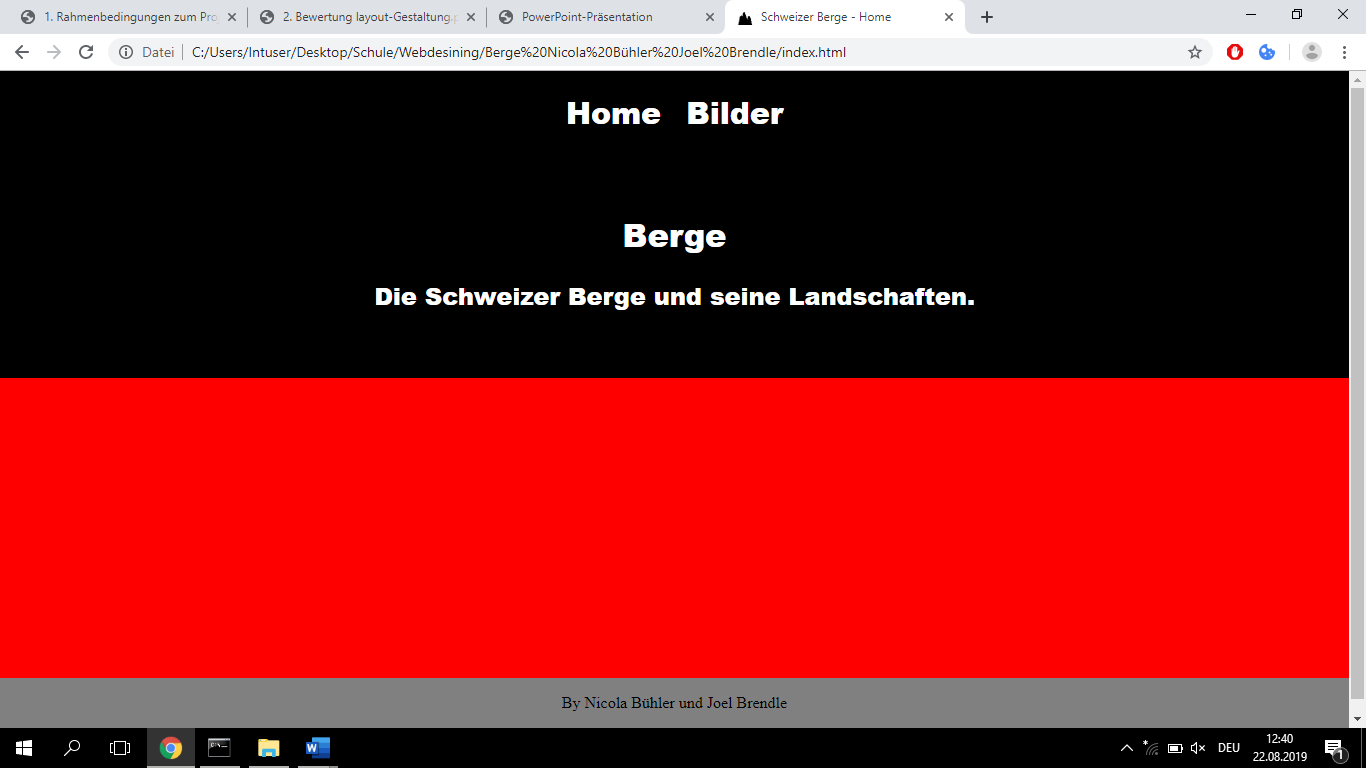 1. Rahmenbedingungen zum Pro
2. Bewertung layout-Gestaltung.p
PowerPoint-Präsentation
Schweizer Berge - Home
Datei
C:/Users/Intuser/Desktop/Schule/Webdesining/Berge%20Nicola%20Bühler%20Joel%20Brendle/index.html
Home Bilder
Berge
Die Schweizer Berge und seine Landschaften.
By Nicola Bühler und Joel Brendle
DEU
12:40
22.08.2019
1